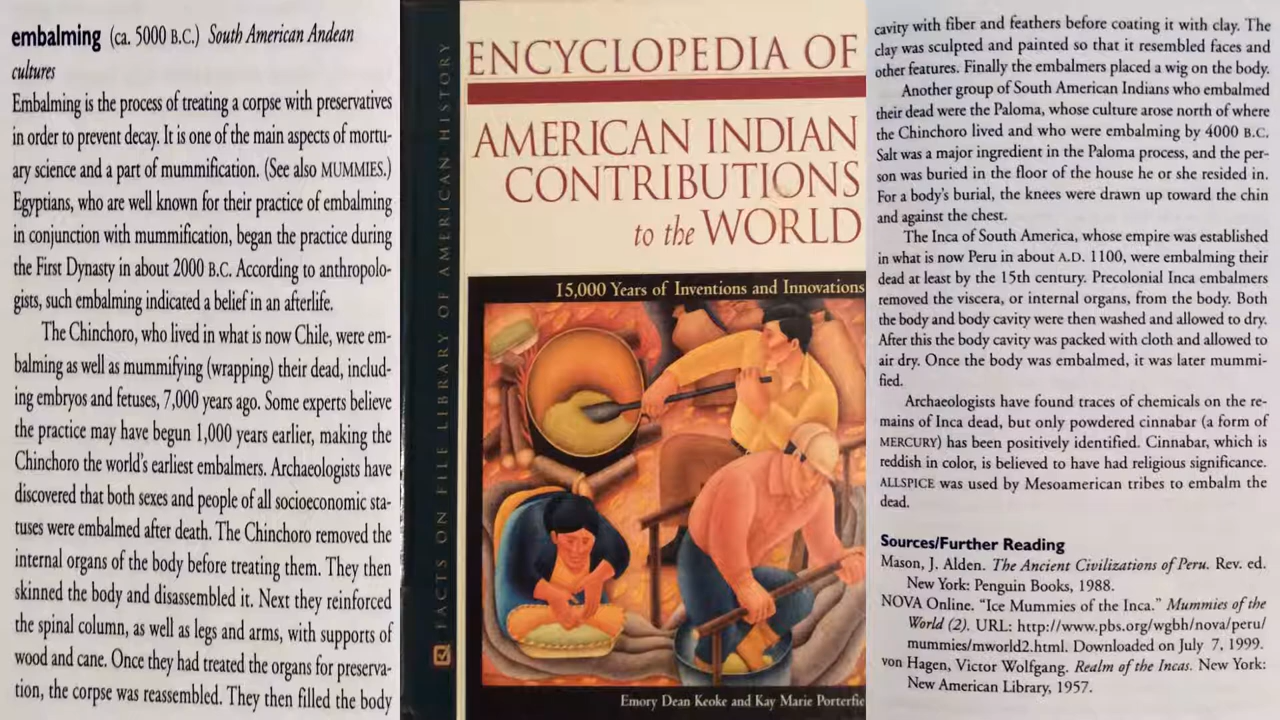 embalming (ca. 5000 B.C.) South American Andean
cultures
Embalming is the process of treating a corpse with preservatives
in order to prevent decay. It is one of the main aspects of mortu-
ary science and a part of mummification. (See also MUMMIES.)
Egyptians, who are well known for their practice of embalming
in conjunction with mummification, began the practice during
the First Dynasty in about 2000 B.C. According to anthropolo-
gists, such embalming indicated a belief in an afterlife.
The Chinchoro, who lived in what is now Chile, were em-
balming as well as mummifying (wrapping) their dead, includ-
ing embryos and fetuses, 7,000 years ago. Some experts believe
the practice may have begun 1,000 years earlier, making the
Chinchoro the world's earliest embalmers. Archaeologists have
discovered that both sexes and people of all socioeconomic sta-
tuses were embalmed after death. The Chinchoro removed the
internal organs of the body before treating them. They then
skinned the body and disassembled it. Next they reinforced
the spinal column, as well as legs and arms, with supports of
wood and cane. Once they had treated the organs for preserva-
tion, the corpse was reassembled. They then filled the body
FACTS ON FILE LIBRARY OF AMERICAN HISTORY
ENCYCLOPEDIA OF
AMERICAN INDIAN
CONTRIBUTIONS
to the WORLD
15,000 Years of Inventions and Innovations
Emory Dean Keoke and Kay Marie Porterfie
cavity with fiber and feathers before coating it with clay. The
clay was sculpted and painted so that it resembled faces and
other features. Finally the embalmers placed a wig on the body.
Another group of South American Indians who embalmed
their dead were the Paloma, whose culture arose north of where
the Chinchoro lived and who were embalming by 4000 B.C.
Salt was a major ingredient in the Paloma process, and the per-
son was buried in the floor of the house he or she resided in.
For a body's burial, the knees were drawn up toward the chin
and against the chest.
The Inca of South America, whose empire was established
in what is now Peru in about A.D. 1100, were embalming their
dead at least by the 15th century. Precolonial Inca embalmers
removed the viscera, or internal organs, from the body. Both
the body and body cavity were then washed and allowed to dry.
After this the body cavity was packed with cloth and allowed to
air dry. Once the body was embalmed, it was later mummi-
fied.
Archaeologists have found traces of chemicals on the re-
mains of Inca dead, but only powdered cinnabar (a form of
MERCURY) has been positively identified. Cinnabar, which is
reddish in color, is believed to have had religious significance.
ALLSPICE was used by Mesoamerican tribes to embalm the
dead.
Sources/Further Reading
Mason, J. Alden. The Ancient Civilizations of Peru. Rev. ed.
New York: Penguin Books, 1988.
NOVA Online. "Ice Mummies of the Inca." Mummies of the
World (2). URL: http://www.pbs.org/wgbh/nova/peru/
mummies/mworld2.html. Downloaded on July 7, 1999.
von Hagen, Victor Wolfgang. Realm of the Incas. New York:
New American Library, 1957.